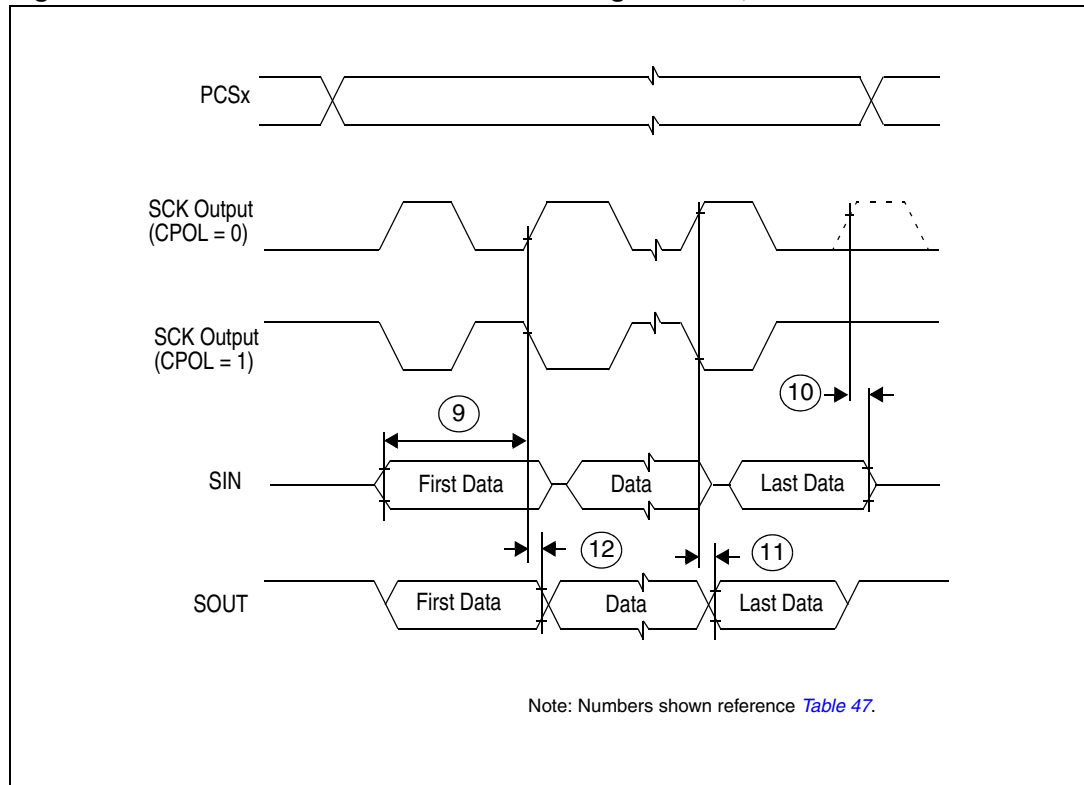 PCSx
SCK Output
(CPOL = 0)
SCK Output
(CPOL = 1)
10
9
SIN
First Data
Data
Last Data
12
11
SOUT
First Data
Data
Last Data
Note: Numbers shown reference Table 47.